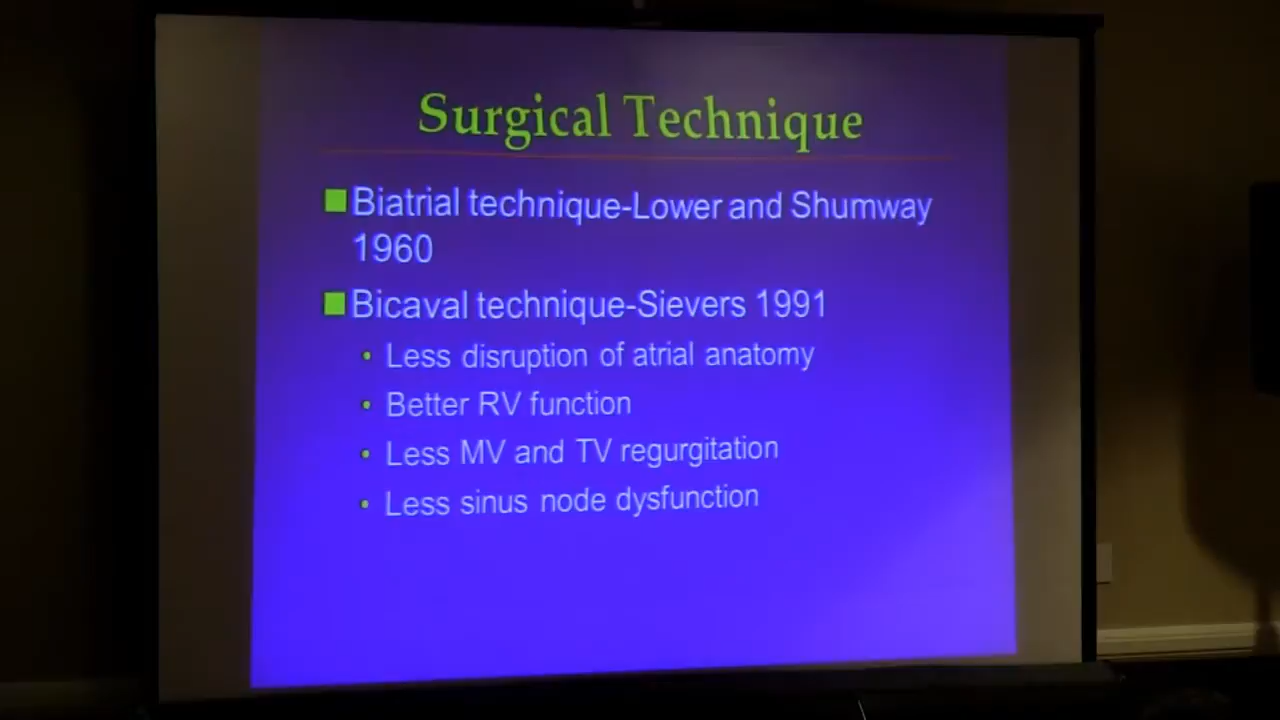 Surgical Technique
Biatrial technique-Lower and Shumway
1960
Bicaval technique-Sievers 1991
Less disruption of atrial anatomy
Better RV function
Less MV and TV regurgitation
Less sinus node dysfunction